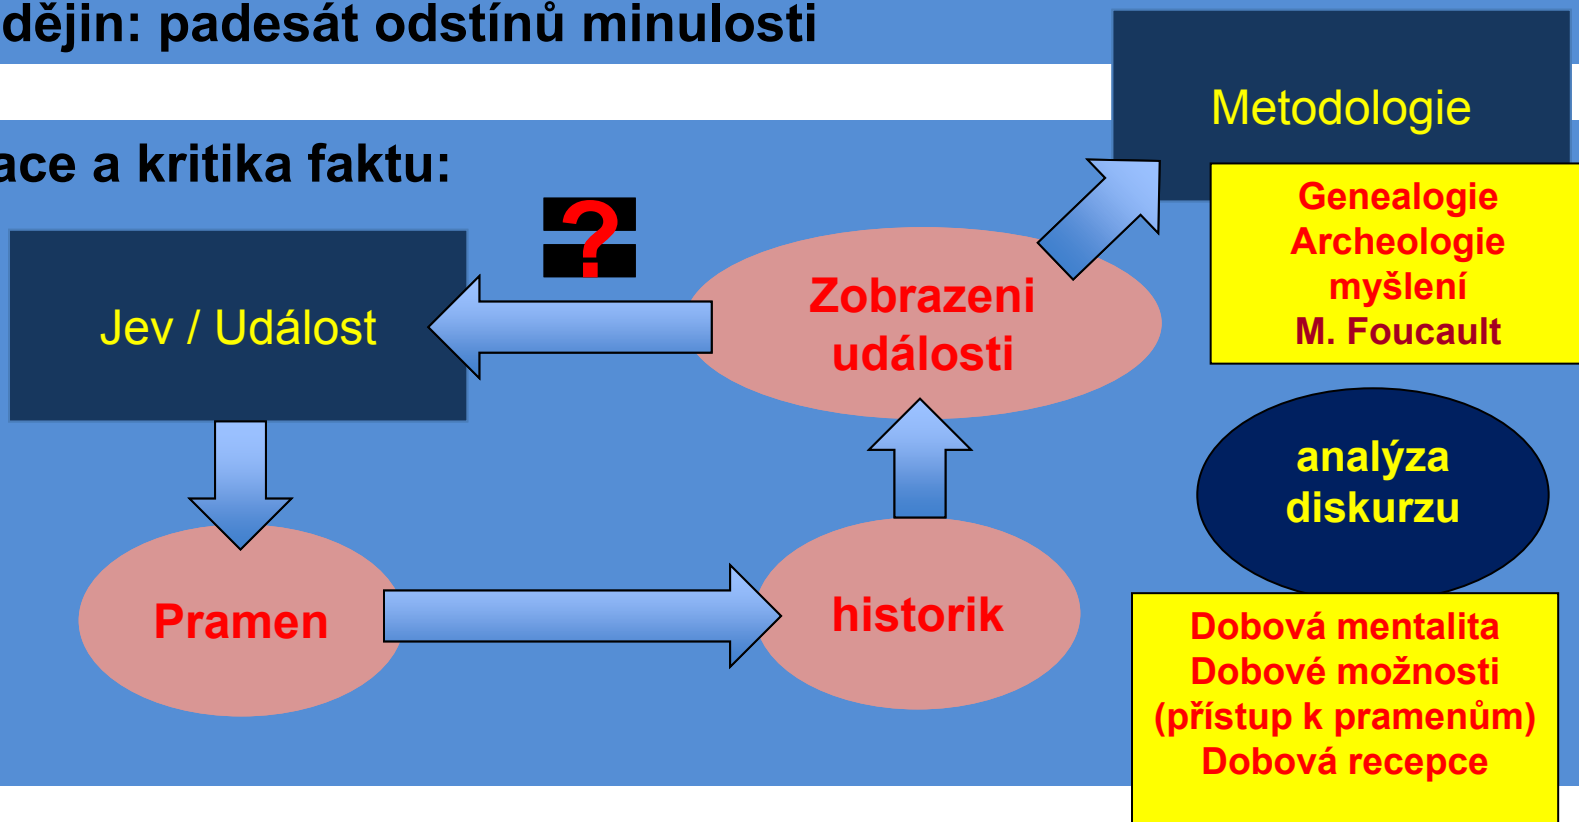 dějin: padesát odstínů minulosti
Metodologie
ace a kritika faktu:
?
Genealogie
Archeologie
myšlení
M. Foucault
Jev / Událost
Zobrazeni
události
analýza
diskurzu
Pramen
historik
Dobová mentalita
Dobové možnosti
(přístup k pramenům)
Dobová recepce